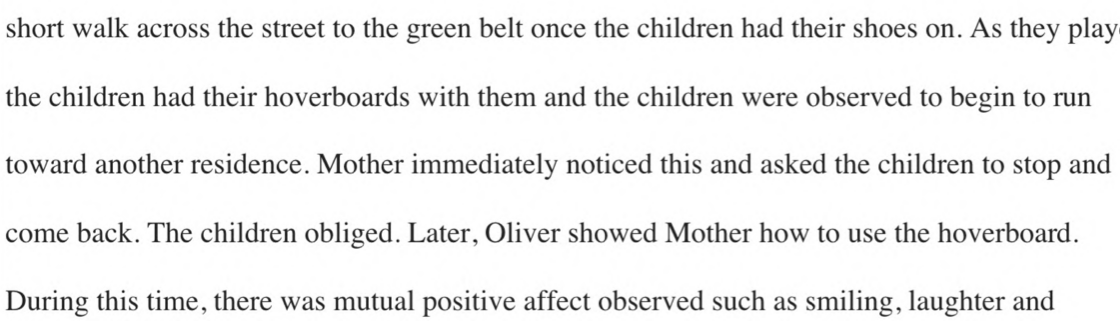 short walk across the street to the green belt once the children had their shoes on. As they play
the children had their hoverboards with them and the children were observed to begin to run
toward another residence. Mother immediately noticed this and asked the children to stop and
come back. The children obliged. Later, Oliver showed Mother how to use the hoverboard.
During this time, there was mutual positive affect observed such as smiling, laughter and